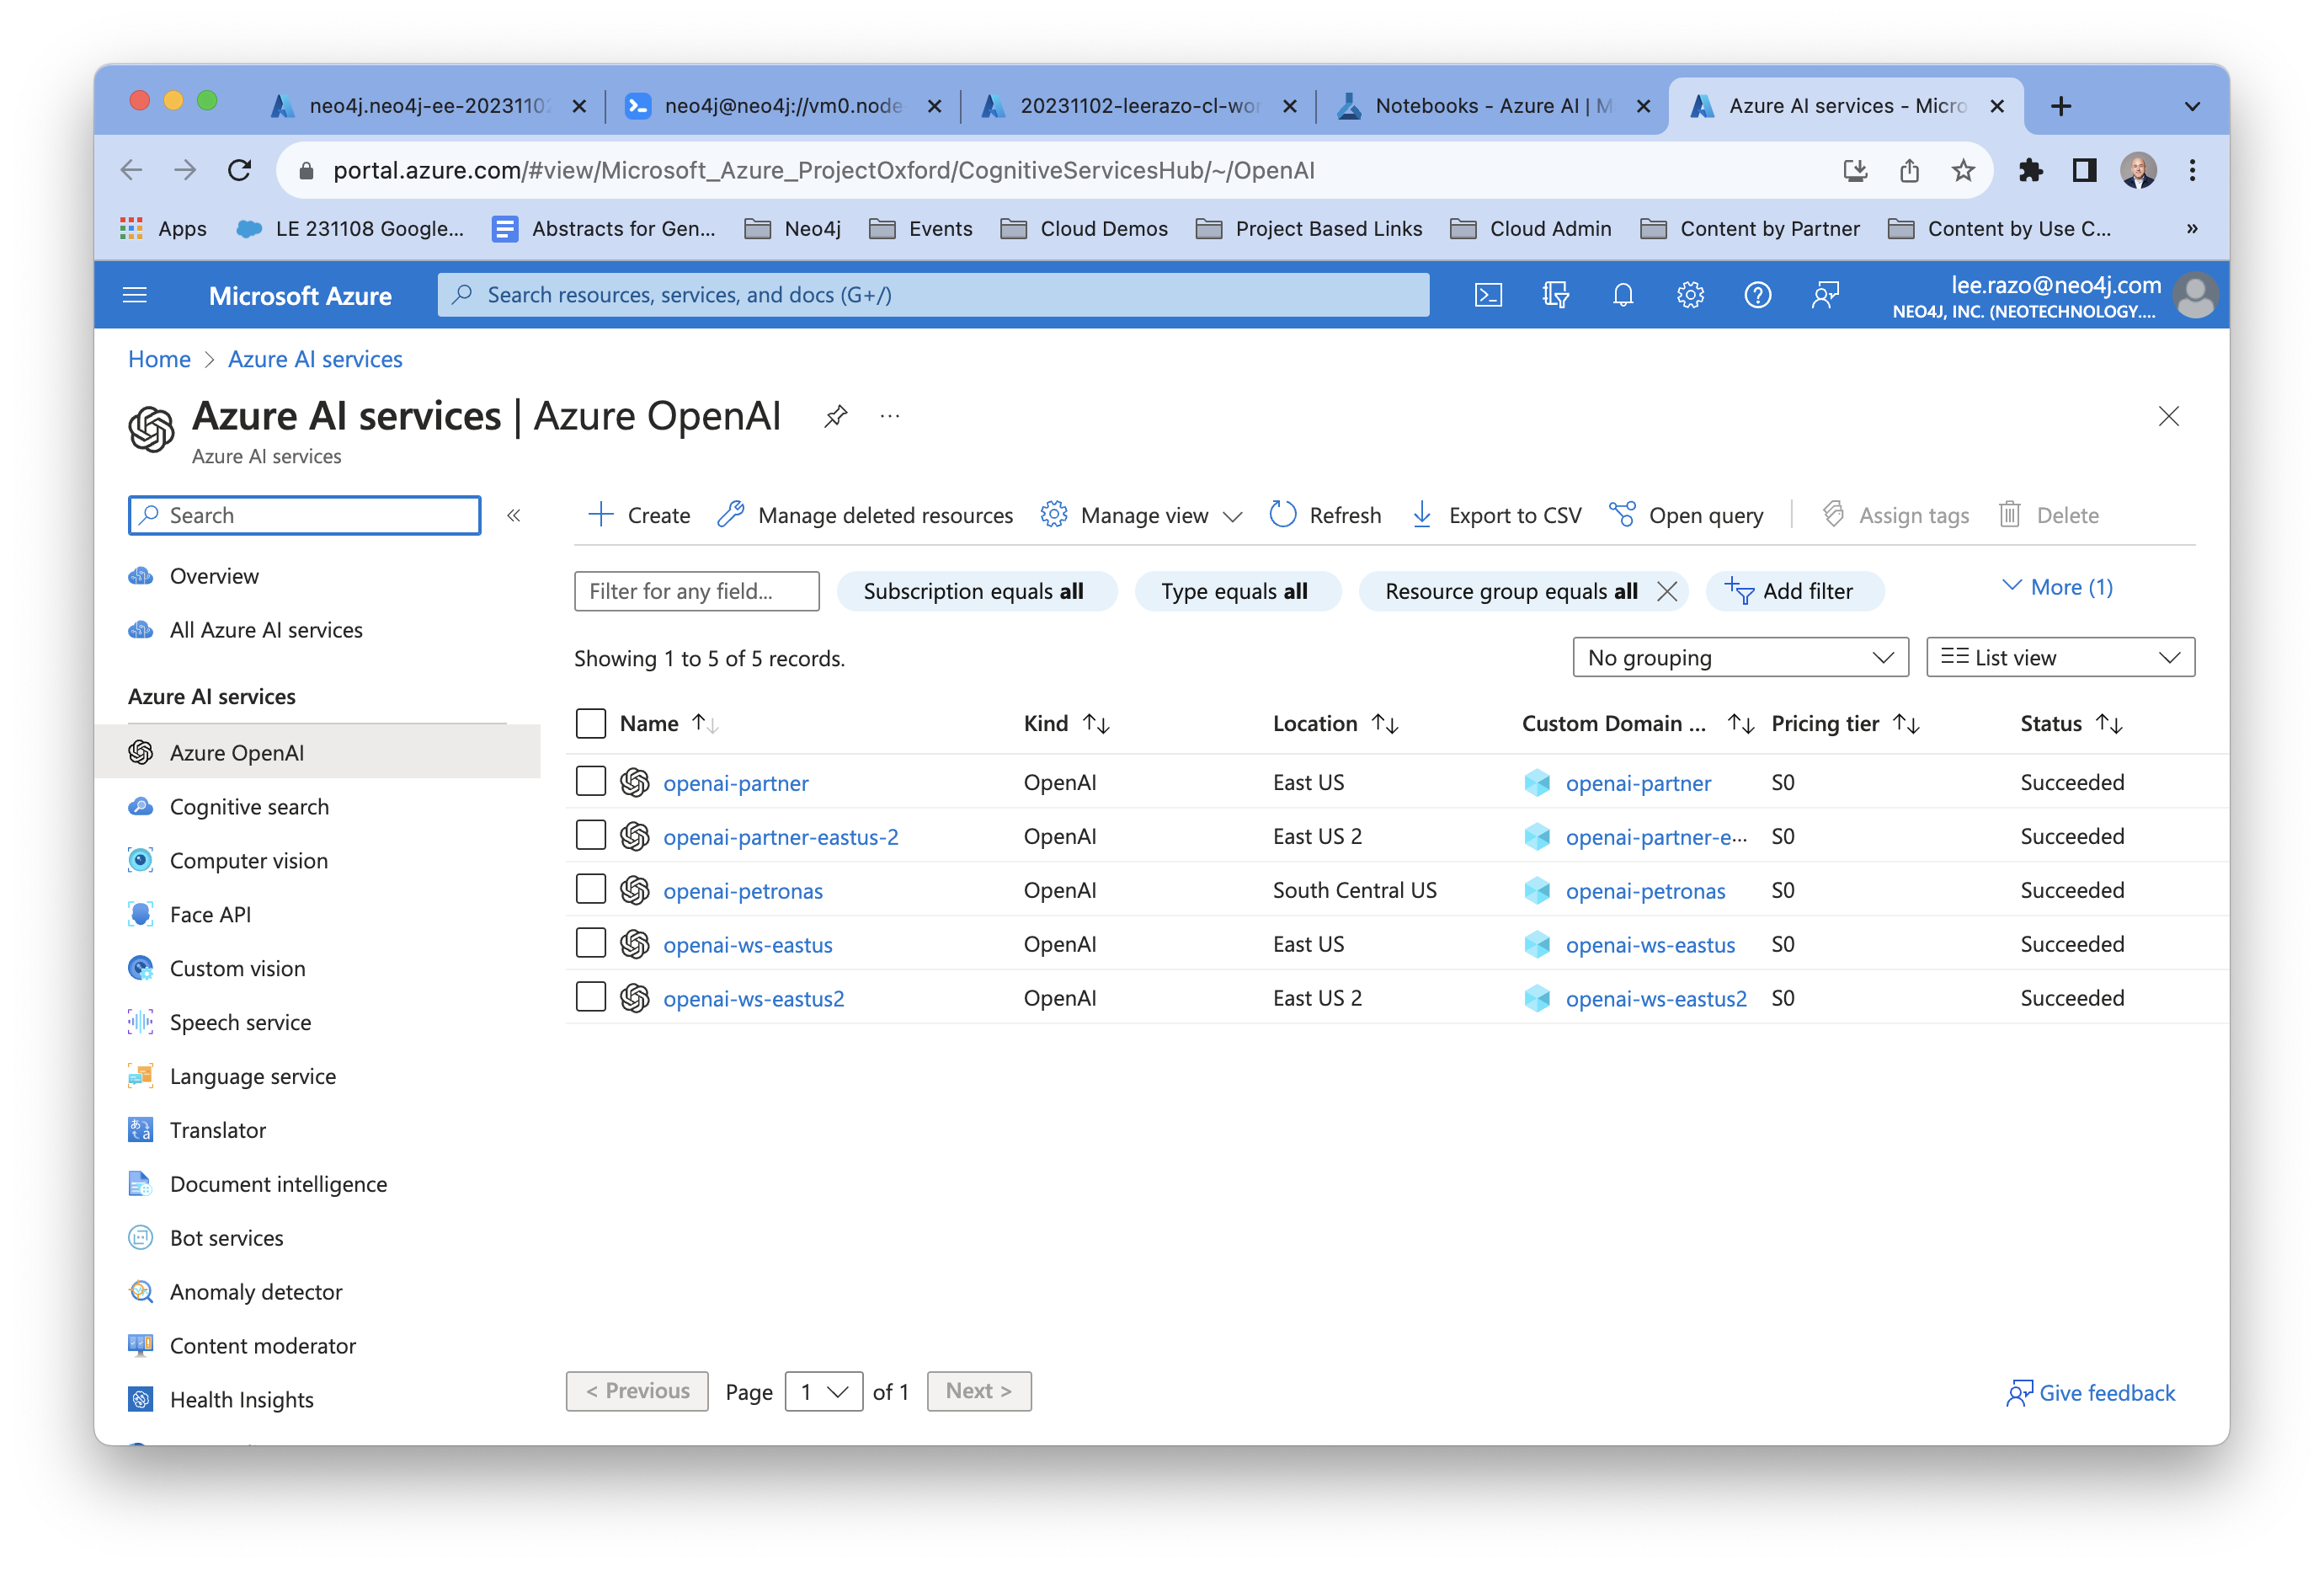 neo4j.neo4j-ee-20231102
neo4j@neo4j://vm0.node
20231102-leerazo-cl-wor
Notebooks - Azure AI | M
Azure AI services - Micro
portal.azure.com/#view/Microsoft_Azure_ProjectOxford/CognitiveServicesHub/~/OpenAI
Apps
LE 231108 Google...
Abstracts for Gen...
Neo4j
Events
Cloud Demos
Project Based Links
Cloud Admin
Content by Partner
Content by Use C...
»
Microsoft Azure
Search resources, services, and docs (G+/)
lee.razo@neo4j.com
NEO4J, INC. (NEOTECHNOLOGY....
Home > Azure AI services
Azure AI services | Azure OpenAI ...
Azure AI services
Search
«
Create
Manage deleted resources
Manage view
Refresh
Export to CSV
Open query
Assign tags
Delete
Overview
All Azure AI services
Azure AI services
Azure OpenAI
Cognitive search
Computer vision
Face API
Custom vision
Speech service
Language service
Translator
Document intelligence
Bot services
Anomaly detector
Content moderator
Health Insights
Filter for any field...
Subscription equals all
Type equals all
Resource group equals all
Add filter
More (1)
Showing 1 to 5 of 5 records.
No grouping
List view
Name Kind Location Custom Domain ... Pricing tier Status
openai-partner OpenAI East US openai-partner S0 Succeeded
openai-partner-eastus-2 OpenAI East US 2 openai-partner-e... S0 Succeeded
openai-petronas OpenAI South Central US openai-petronas S0 Succeeded
openai-ws-eastus OpenAI East US openai-ws-eastus S0 Succeeded
openai-ws-eastus2 OpenAI East US 2 openai-ws-eastus2 S0 Succeeded
< Previous Page 1 of 1 Next >
Give feedback